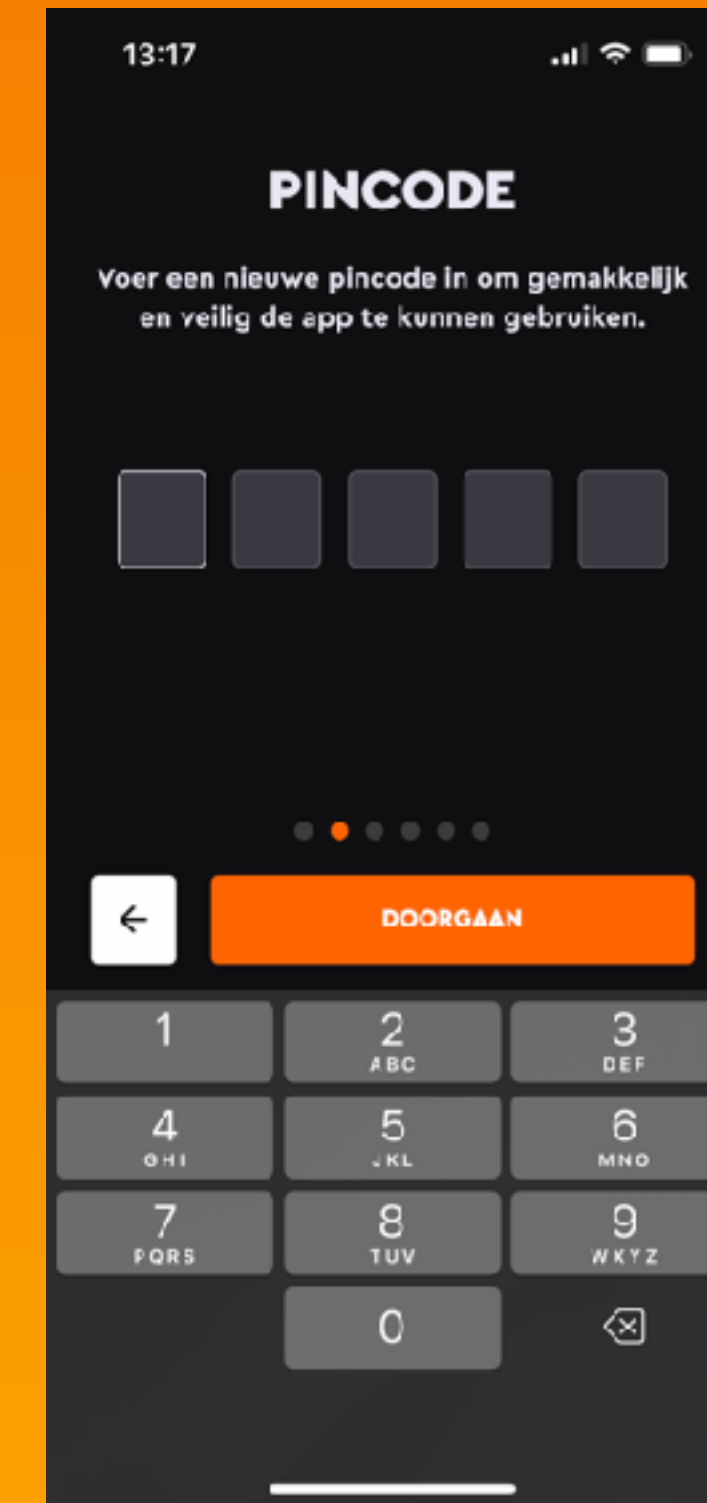 13:17
PINCODE
Voer een nieuwe pincode in om gemakkelijk
en veilig de app te kunnen gebruiken.
DOORGAAN
1
2
ABC
3
DEF
4
GHI
5
JKL
6
MNO
7
PQRS
8
TUV
9
WXYZ
0